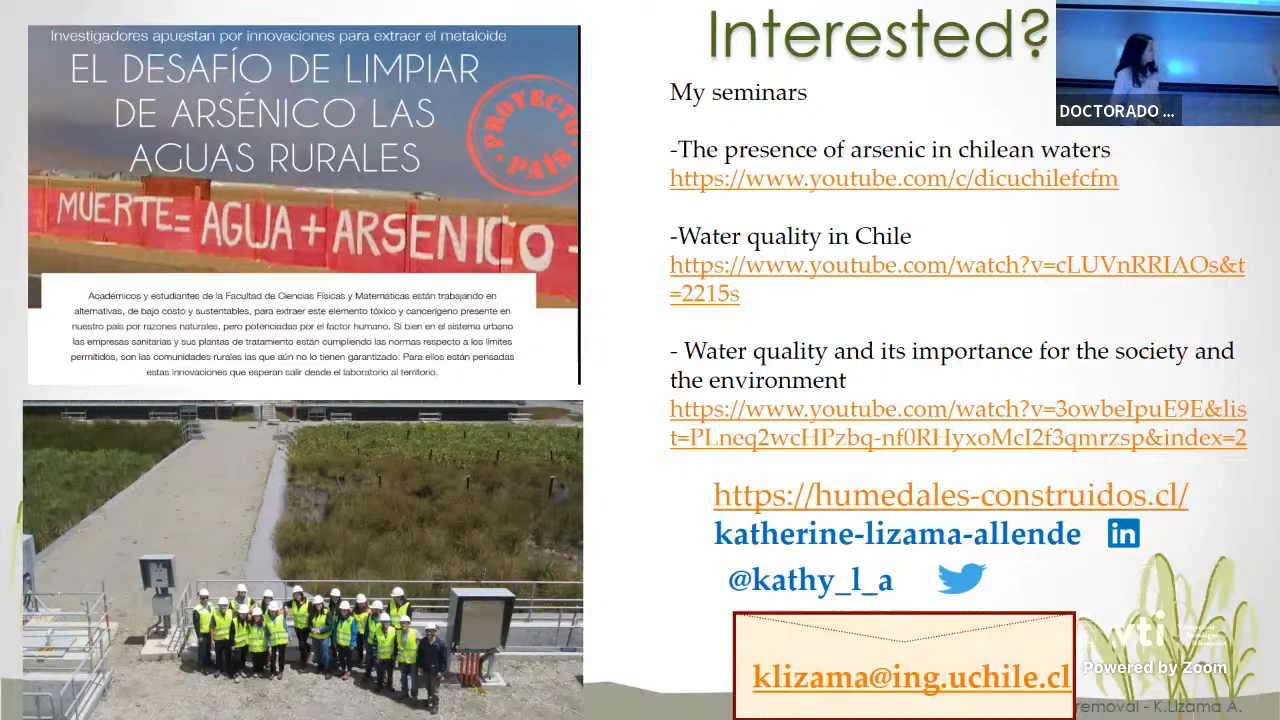 Investigadores apuestan por innovaciones para extraer el metaloide
EL DESAFÍO DE LIMPIAR
DE ARSÉNICO LAS
AGUAS RURALES
PROYECTO
PAÍS
MUERTE= AGUA + ARSENICO -
Académicos y estudiantes de la Facultad de Ciencias Físicas y Matemáticas están trabajando en
alternativas, de bajo costo y sustentables, para extraer este elemento tóxico y cancerígeno presente en
nuestro país por razones naturales, pero potenciadas por el factor humano. Si bien en el sistema urbano
las empresas sanitarias y sus plantas de tratamiento están cumpliendo las normas respecto a los límites
permitidos, son las comunidades rurales las que aún no lo tienen garantizado. Para ellos están pensadas
estas innovaciones que esperan salir desde el laboratorio al territorio.
Interested?
DOCTORADO ...
My seminars
-The presence of arsenic in chilean waters
https://www.youtube.com/c/dicuchilefcfm
-Water quality in Chile
https://www.youtube.com/watch?v=cLUVnRRIAOs&t
=2215s
- Water quality and its importance for the society and
the environment
https://www.youtube.com/watch?v=3owbeIpuE9E&lis
t=PLneq2wcHPzbq-nf0RHyxoMcI2f3qmrzsp&index=2
https://humedales-construidos.cl/
katherine-lizama-allende in
@kathy_l_a
klizama@ing.uchile.cl
vti
Powered by Zoom
removal - K.Lizama A.